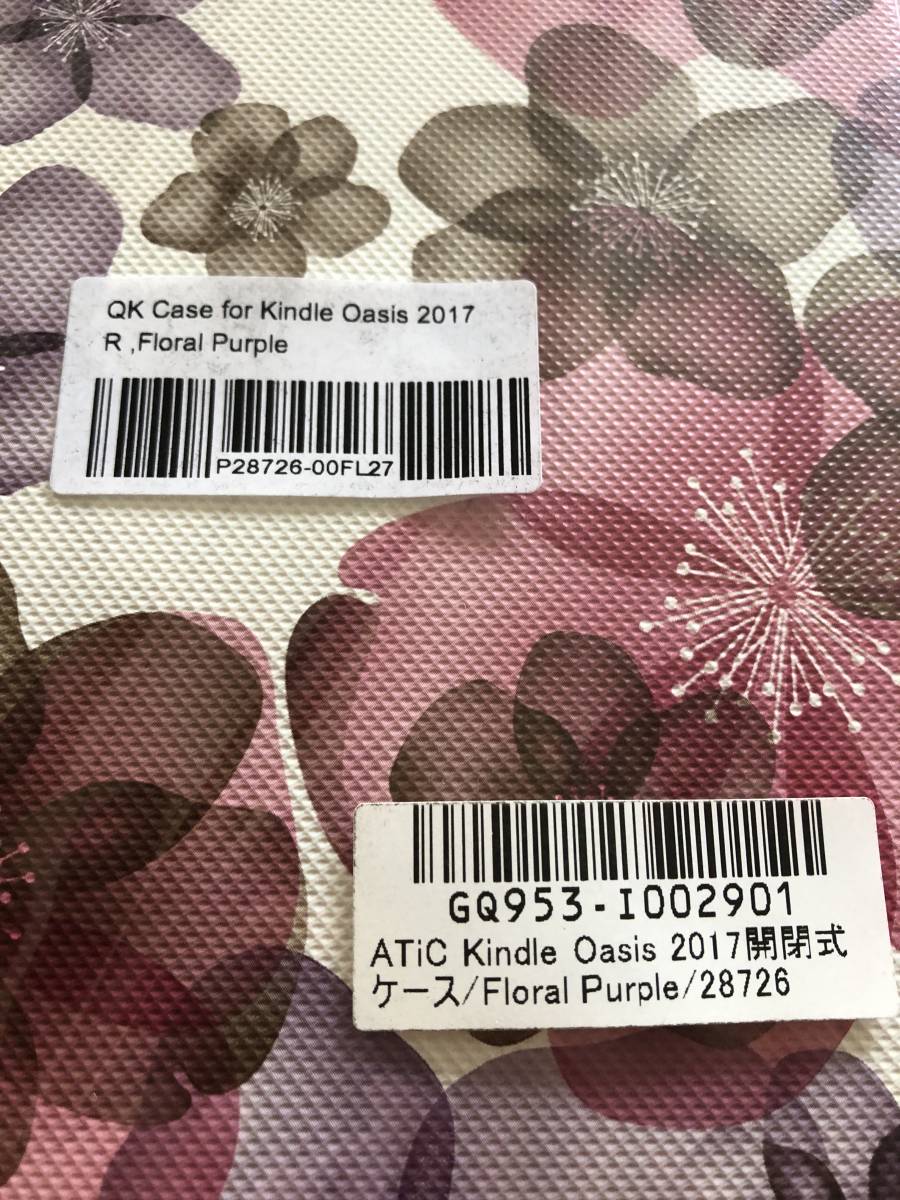 QK Case for Kindle Oasis 2017
R ,Floral Purple
P28726-00FL27
GQ953-I002901
ATiC Kindle Oasis 2017開閉式
ケース/Floral Purple/28726